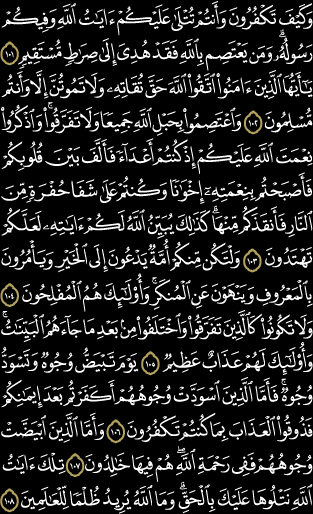 وَكَيۡفَ تَكۡفُرُونَ وَأَنتُمۡ تُتۡلَىٰ عَلَيۡكُمۡ ءَايَٰتُ ٱللَّهِ وَفِيكُمۡ
رَسُولُهُۥۗ وَمَن يَعۡتَصِم بِٱللَّهِ فَقَدۡ هُدِيَ إِلَىٰ صِرَٰطٖ مُّسۡتَقِيمٖ ١٠١
يَٰٓأَيُّهَا ٱلَّذِينَ ءَامَنُواْ ٱتَّقُواْ ٱللَّهَ حَقَّ تُقَاتِهِۦ وَلَا تَمُوتُنَّ إِلَّا وَأَنتُم
مُّسۡلِمُونَ ١٠٢ وَٱعۡتَصِمُواْ بِحَبۡلِ ٱللَّهِ جَمِيعٗا وَلَا تَفَرَّقُواْۚ وَٱذۡكُرُواْ
نِعۡمَتَ ٱللَّهِ عَلَيۡكُمۡ إِذۡ كُنتُمۡ أَعۡدَآءٗ فَأَلَّفَ بَيۡنَ قُلُوبِكُمۡ
فَأَصۡبَحۡتُم بِنِعۡمَتِهِۦٓ إِخۡوَٰنٗا وَكُنتُمۡ عَلَىٰ شَفَا حُفۡرَةٖ مِّنَ
ٱلنَّارِ فَأَنقَذَكُم مِّنۡهَاۗ كَذَٰلِكَ يُبَيِّنُ ٱللَّهُ لَكُمۡ ءَايَٰتِهِۦ لَعَلَّكُمۡ
تَهۡتَدُونَ ١٠٣ وَلۡتَكُن مِّنكُمۡ أُمَّةٞ يَدۡعُونَ إِلَى ٱلۡخَيۡرِ وَيَأۡمُرُونَ
بِٱلۡمَعۡرُوفِ وَيَنۡهَوۡنَ عَنِ ٱلۡمُنكَرِۚ وَأُوْلَٰٓئِكَ هُمُ ٱلۡمُفۡلِحُونَ ١٠٤
وَلَا تَكُونُواْ كَٱلَّذِينَ تَفَرَّقُواْ وَٱخۡتَلَفُواْ مِنۢ بَعۡدِ مَا جَآءَهُمُ ٱلۡبَيِّنَٰتُۚ
وَأُوْلَٰٓئِكَ لَهُمۡ عَذَابٌ عَظِيمٞ ١٠٥ يَوۡمَ تَبۡيَضُّ وُجُوهٞ وَتَسۡوَدُّ
وُجُوهٞۚ فَأَمَّا ٱلَّذِينَ ٱسۡوَدَّتۡ وُجُوهُهُمۡ أَكَفَرۡتُم بَعۡدَ إِيمَٰنِكُمۡ
فَذُوقُواْ ٱلۡعَذَابَ بِمَا كُنتُمۡ تَكۡفُرُونَ ١٠٦ وَأَمَّا ٱلَّذِينَ ٱبۡيَضَّتۡ
وُجُوهُهُمۡ فَفِي رَحۡمَةِ ٱللَّهِۖ هُمۡ فِيهَا خَٰلِدُونَ ١٠٧ تِلۡكَ ءَايَٰتُ
ٱللَّهِ نَتۡلُوهَا عَلَيۡكَ بِٱلۡحَقِّۗ وَمَا ٱللَّهُ يُرِيدُ ظُلۡمٗا لِّلۡعَٰلَمِينَ ١٠٨